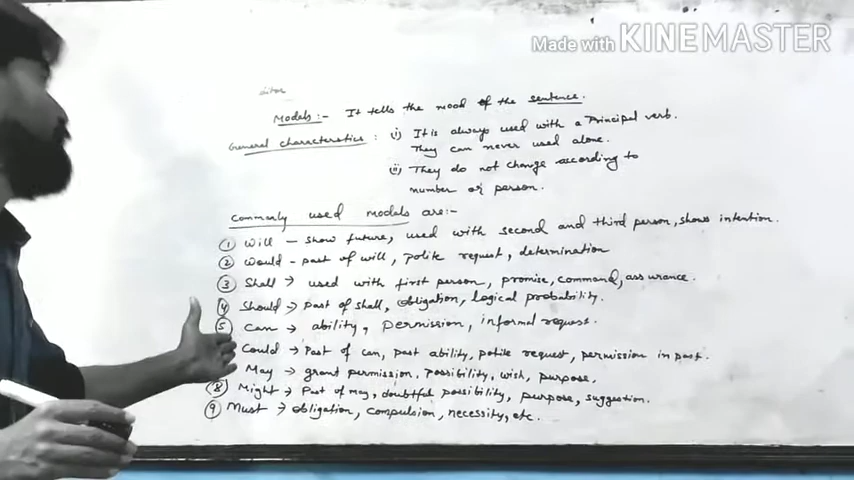 Made with KINEMASTER
Modals:- It tells the mood of the sentence.
General characteristics : (i) It is always used with a Principal verb.
They can never used alone.
(ii) They do not change according to
number or person.
Commonly used modals are:-
① Will - show future, used with second and third person, shows intention.
② Would - past of will, polite request, determination
③ Shall → used with first person, promise, command, assurance.
④ Should → past of shall, obligation, logical probability.
⑤ Can → ability, permission, informal request.
Could → Past of can, past ability, polite request, permission in past.
May → grant permission, possibility, wish, purpose,
⑧ Might → Past of may, doubtful possibility, purpose, suggestion.
⑨ Must → obligation, compulsion, necessity, etc.